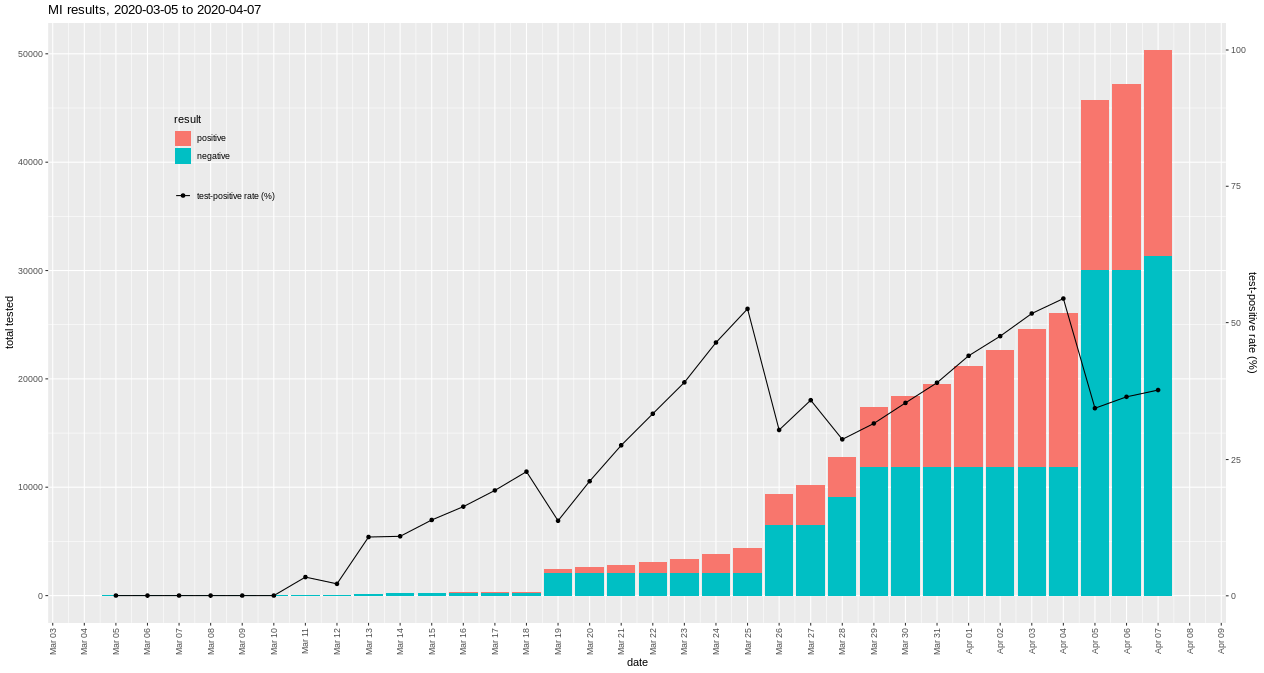 MI results, 2020-03-05 to 2020-04-07
50000
40000
30000
20000
10000
0
total tested
result
positive
negative
test-positive rate (%)
100
75
50
25
0
test-positive rate (%)
Mar 03
Mar 04
Mar 05
Mar 06
Mar 07
Mar 08
Mar 09
Mar 10
Mar 11
Mar 12
Mar 13
Mar 14
Mar 15
Mar 16
Mar 17
Mar 18
Mar 19
Mar 20
Mar 21
Mar 22
Mar 23
Mar 24
Mar 25
Mar 26
Mar 27
Mar 28
Mar 29
Mar 30
Mar 31
Apr 01
Apr 02
Apr 03
Apr 04
Apr 05
Apr 06
Apr 07
Apr 08
Apr 09
date